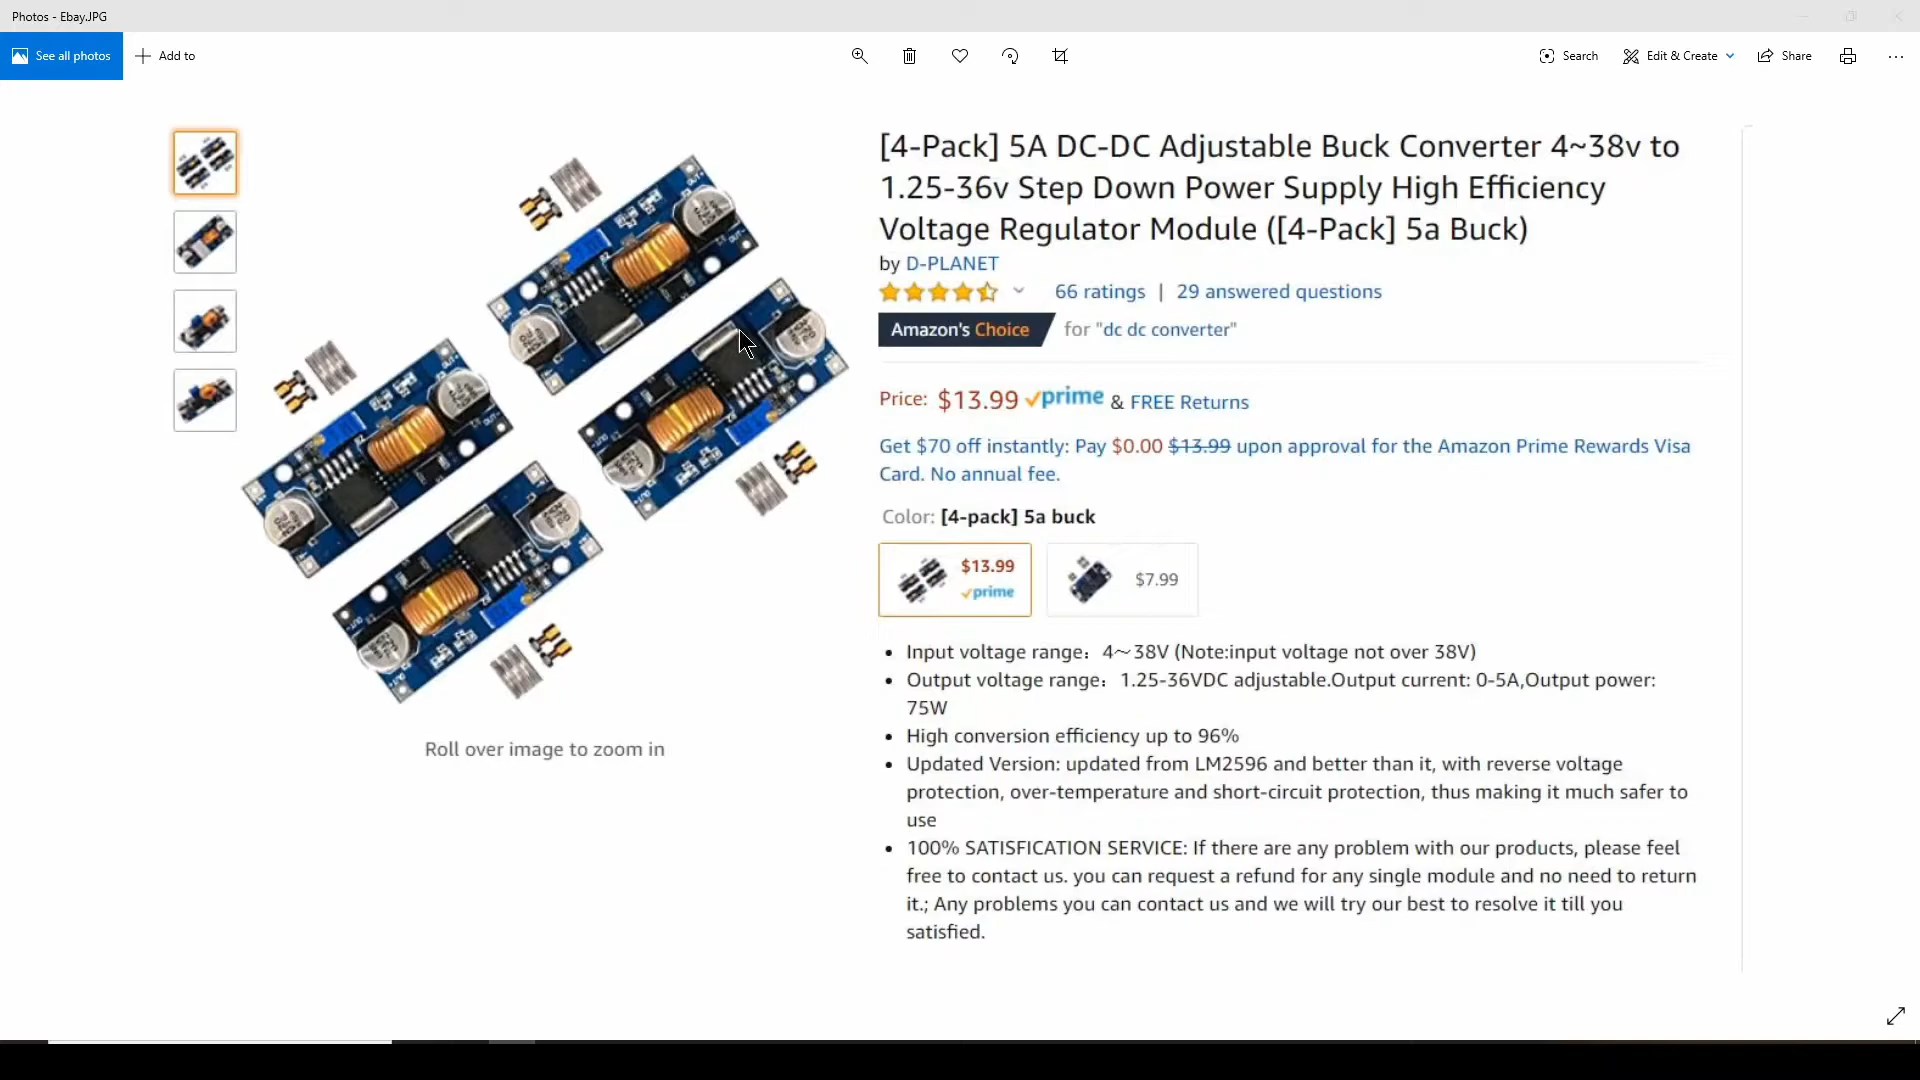 Photos - Ebay.JPG
See all photos
Add to
Search
Edit & Create
Share
[4-Pack] 5A DC-DC Adjustable Buck Converter 4~38v to
1.25-36v Step Down Power Supply High Efficiency
Voltage Regulator Module ([4-Pack] 5a Buck)
by D-PLANET
66 ratings | 29 answered questions
Amazon's Choice for "dc dc converter"
Price: $13.99 prime & FREE Returns
Get $70 off instantly: Pay $0.00 $13.99 upon approval for the Amazon Prime Rewards Visa
Card. No annual fee.
Color: [4-pack] 5a buck
$13.99
prime
$7.99
Input voltage range：4～38V (Note:input voltage not over 38V)
Output voltage range：1.25-36VDC adjustable.Output current: 0-5A,Output power:
75W
High conversion efficiency up to 96%
Updated Version: updated from LM2596 and better than it, with reverse voltage
protection, over-temperature and short-circuit protection, thus making it much safer to
use
100% SATISFICATION SERVICE: If there are any problem with our products, please feel
free to contact us. you can request a refund for any single module and no need to return
it.; Any problems you can contact us and we will try our best to resolve it till you
satisfied.
Roll over image to zoom in